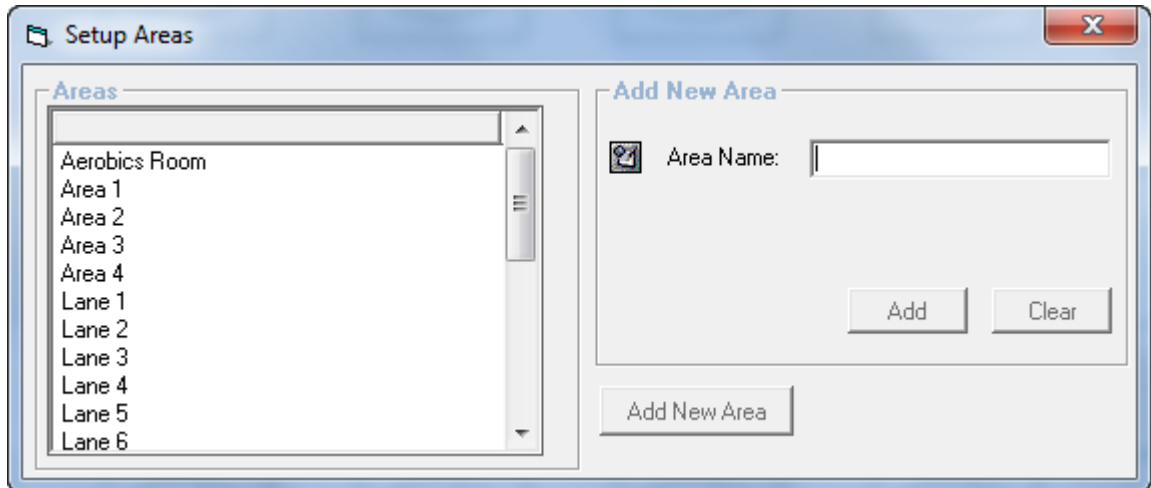 Setup Areas
Areas
Aerobics Room
Area 1
Area 2
Area 3
Area 4
Lane 1
Lane 2
Lane 3
Lane 4
Lane 5
Lane 6
Add New Area
Area Name:
Add Clear
Add New Area